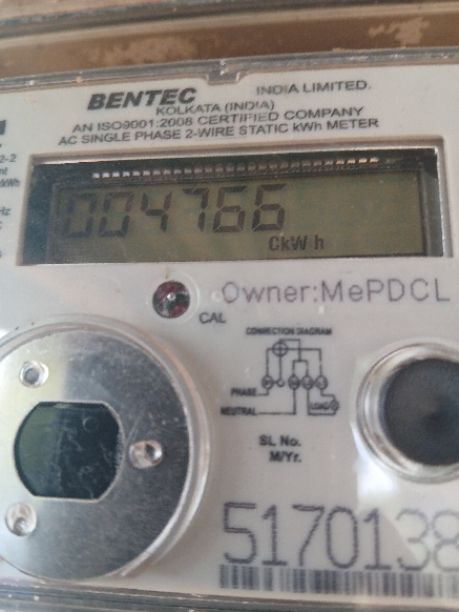 BENTEC INDIA LIMITED.
KOLKATA (INDIA)
AN ISO9001:2008 CERTIFIED COMPANY
AC SINGLE PHASE 2-WIRE STATIC kWh METER
004766
CkWh
Owner:MePDCL
CAL
CONNECTION DIAGRAM
PHASE
NEUTRAL
LOAD
SL No.
M/Yr.
5170138